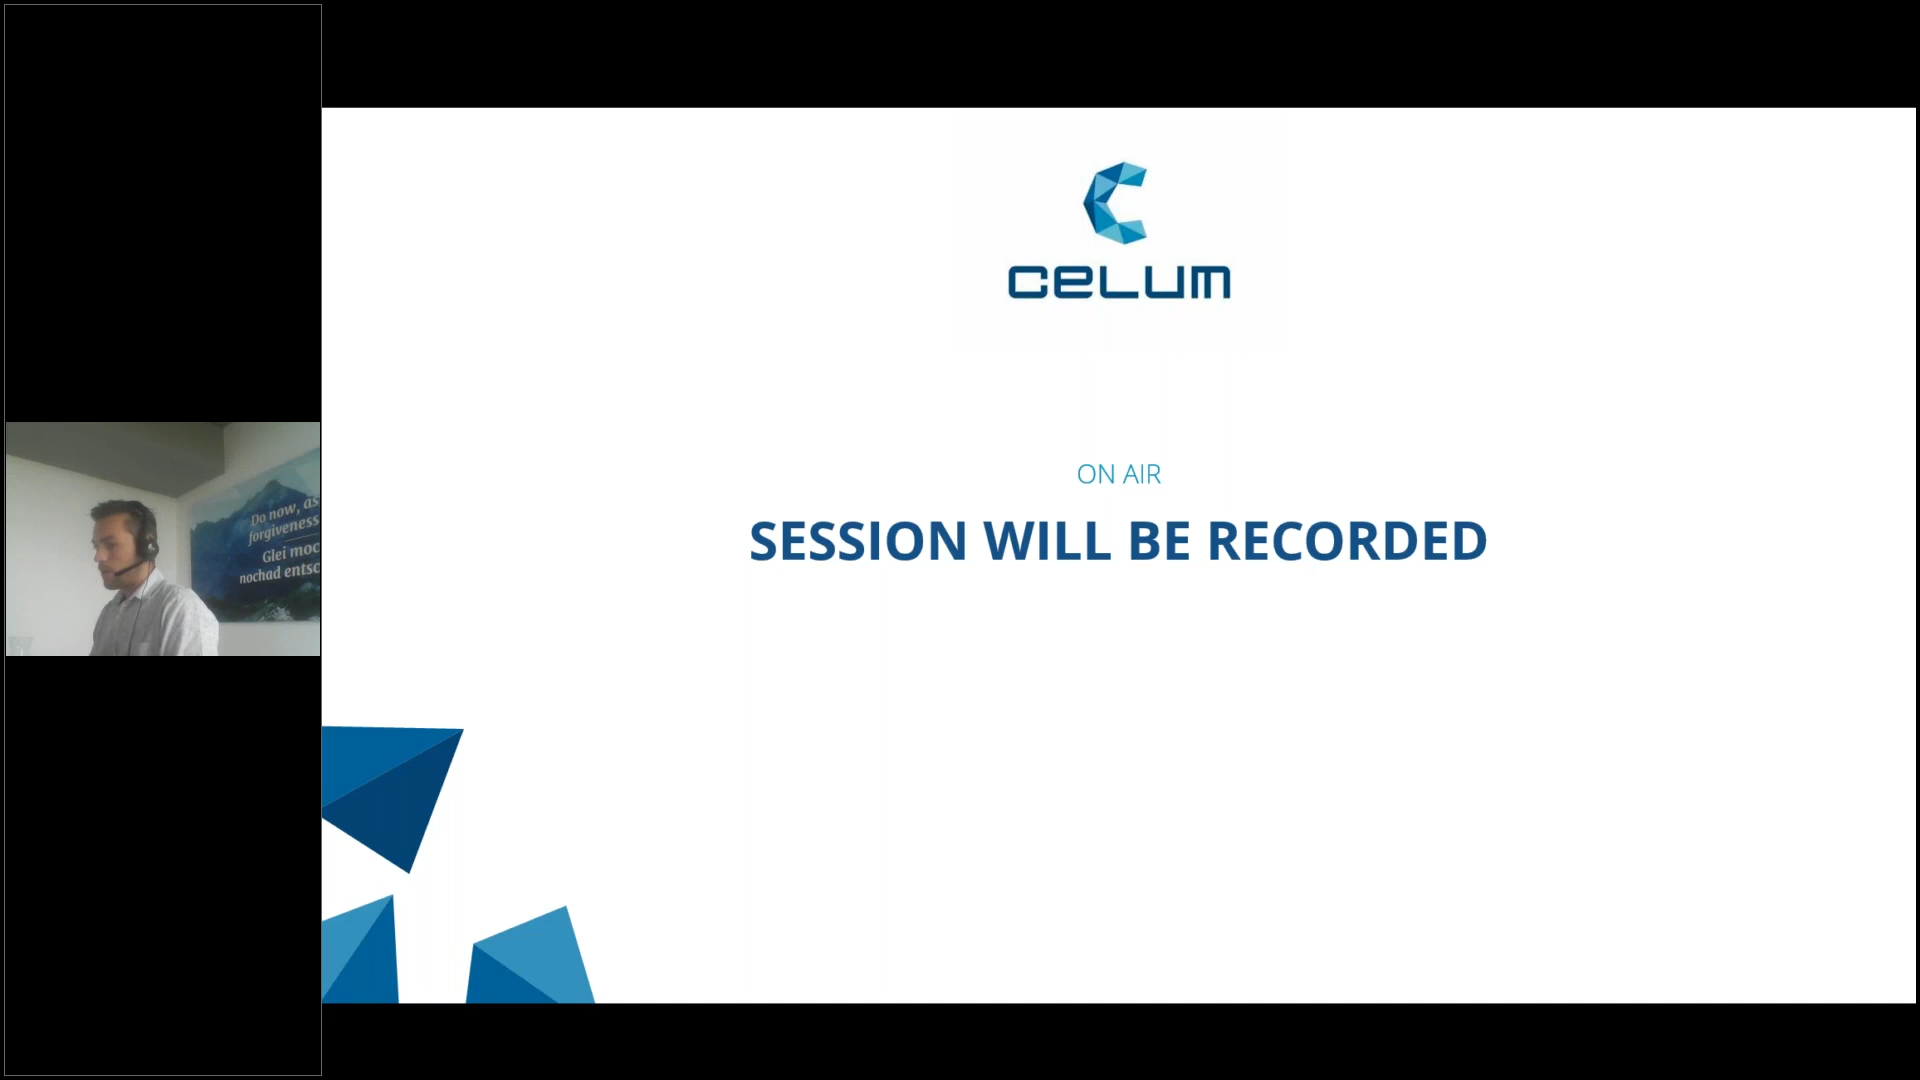 CELUM
ON AIR
SESSION WILL BE RECORDED
Do now, as
forgiveness
Glei moc
nochad entsc